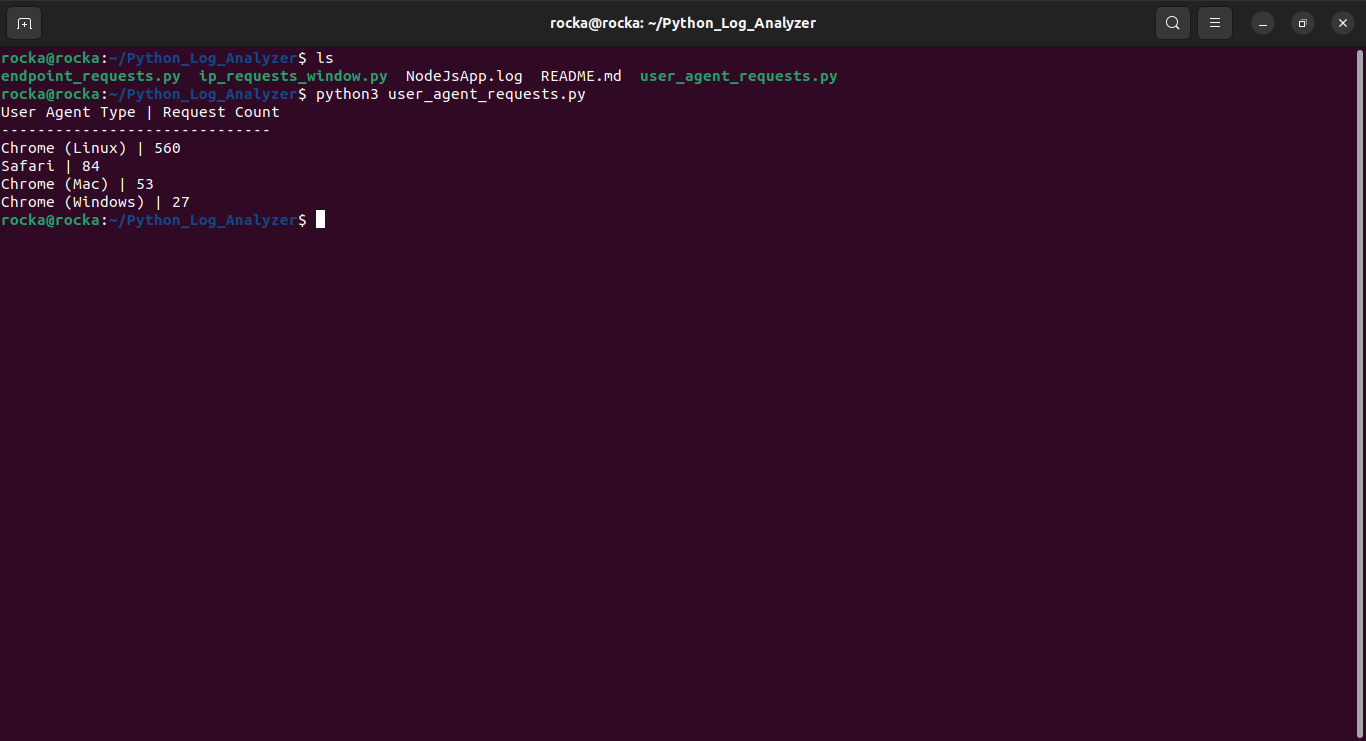 rocka@rocka: ~/Python_Log_Analyzer
rocka@rocka:~/Python_Log_Analyzer$ ls
endpoint_requests.py  ip_requests_window.py  NodeJsApp.log  README.md  user_agent_requests.py
rocka@rocka:~/Python_Log_Analyzer$ python3 user_agent_requests.py
User Agent Type | Request Count
------------------------------
Chrome (Linux) | 560
Safari | 84
Chrome (Mac) | 53
Chrome (Windows) | 27
rocka@rocka:~/Python_Log_Analyzer$